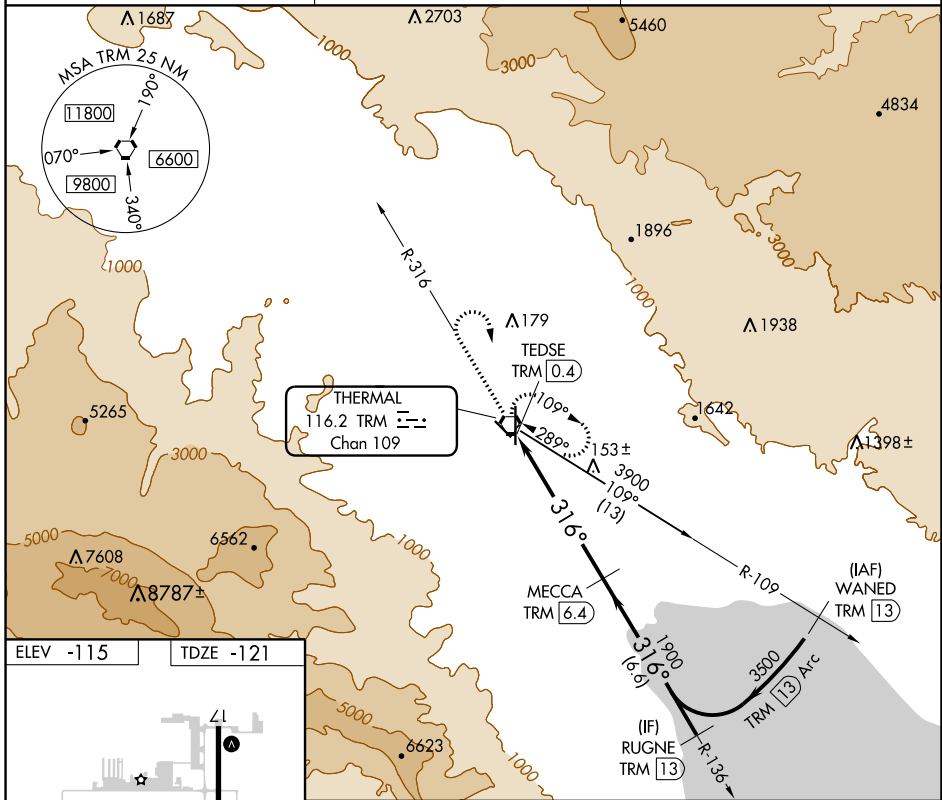 1687
2703
5460
1000
3000
4834
MSA TRM 25 NM
190°
11800
070°
6600
9800
340°
1000
1896
3000
R-316
1000
179
1938
TEDSE
TRM 0.4
THERMAL
116.2 TRM
Chan 109
109°
289°
153±
1642
1398±
5265
3000
3900
109°
(13)
316°
6562
5000
7608
7000
8787±
1000
MECCA
TRM 6.4
R-109
(IAF)
WANED
TRM 13
1900
316°
(6.6)
3500
TRM 13 Arc
ELEV -115
TDZE -121
17
V
5000
6623
1000
(IF)
RUGNE
TRM 13
R-136